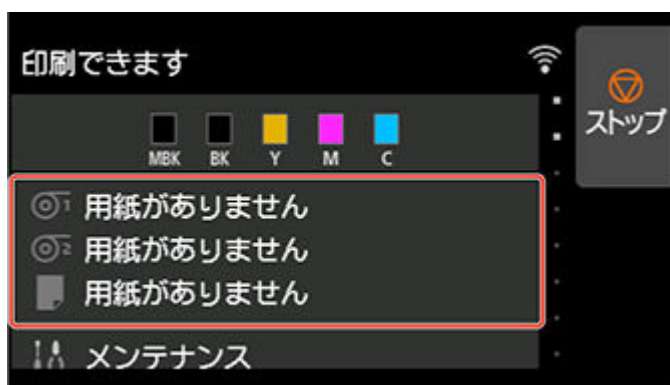 印刷できます
ストップ
MBK BK Y M C
1 用紙がありません
2 用紙がありません
用紙がありません
メンテナンス